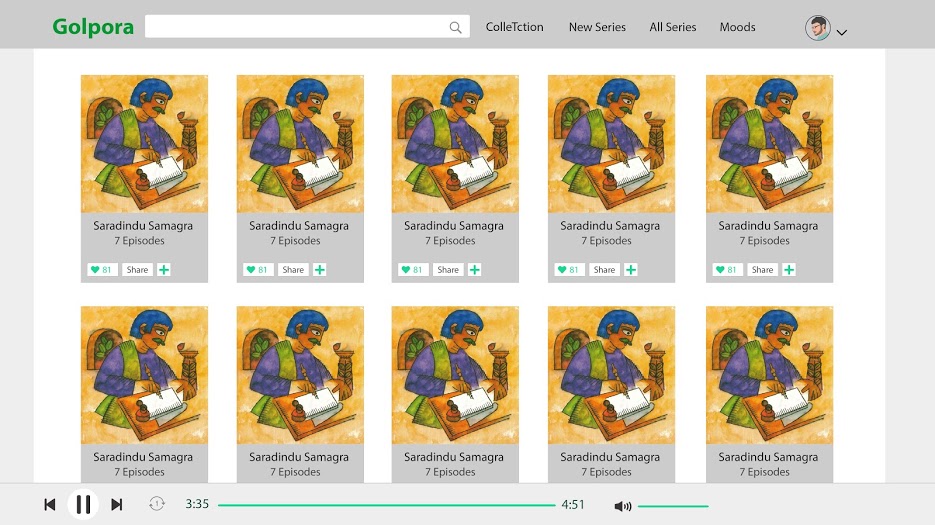 Golpora
ColleTction New Series All Series Moods
Saradindu Samagra Saradindu Samagra Saradindu Samagra Saradindu Samagra Saradindu Samagra
7 Episodes 7 Episodes 7 Episodes 7 Episodes 7 Episodes
81 Share 81 Share 81 Share 81 Share 81 Share
Saradindu Samagra Saradindu Samagra Saradindu Samagra Saradindu Samagra Saradindu Samagra
7 Episodes 7 Episodes 7 Episodes 7 Episodes 7 Episodes
1 3:35 4:51